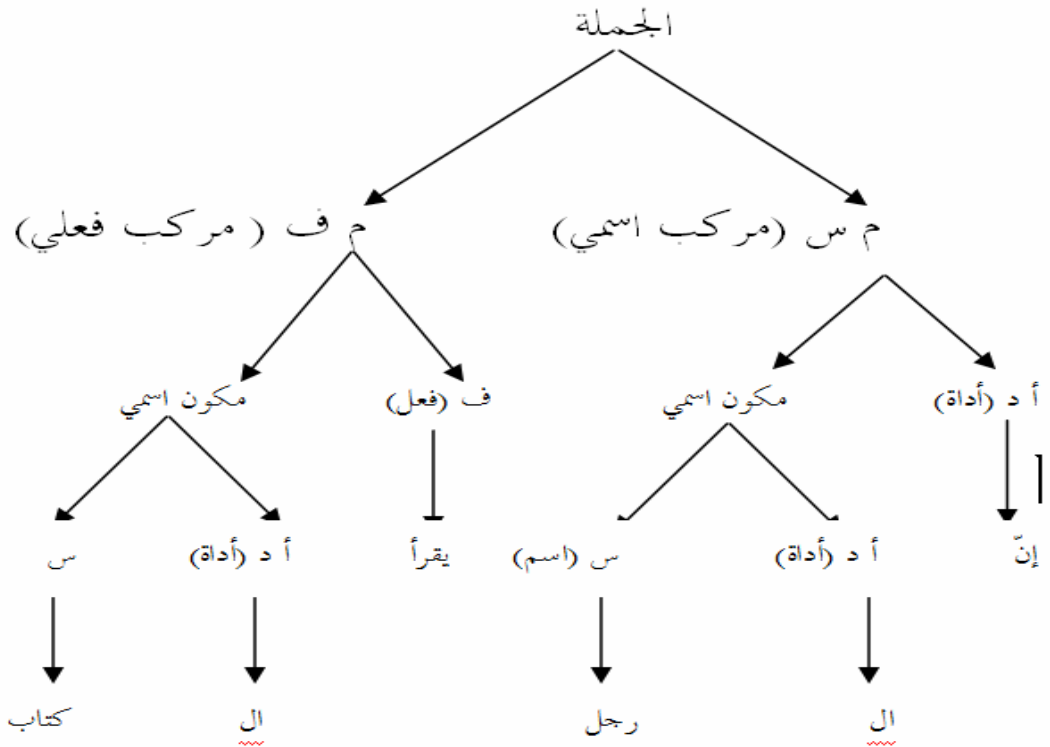 الجملة
م س (مركب اسمي) م ف ( مركب فعلي)
أ د (أداة) مكون اسمي ف (فعل) مكون اسمي
إنّ أ د (أداة) س (اسم) يقرأ أ د (أداة) س
ال رجل ال كتاب